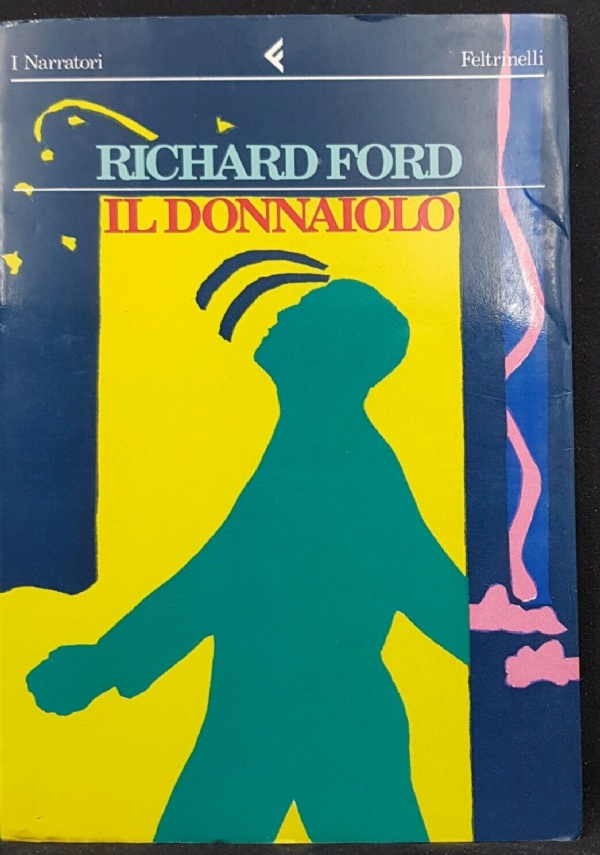 I Narratori Feltrinelli
RICHARD FORD
IL DONNAIOLO